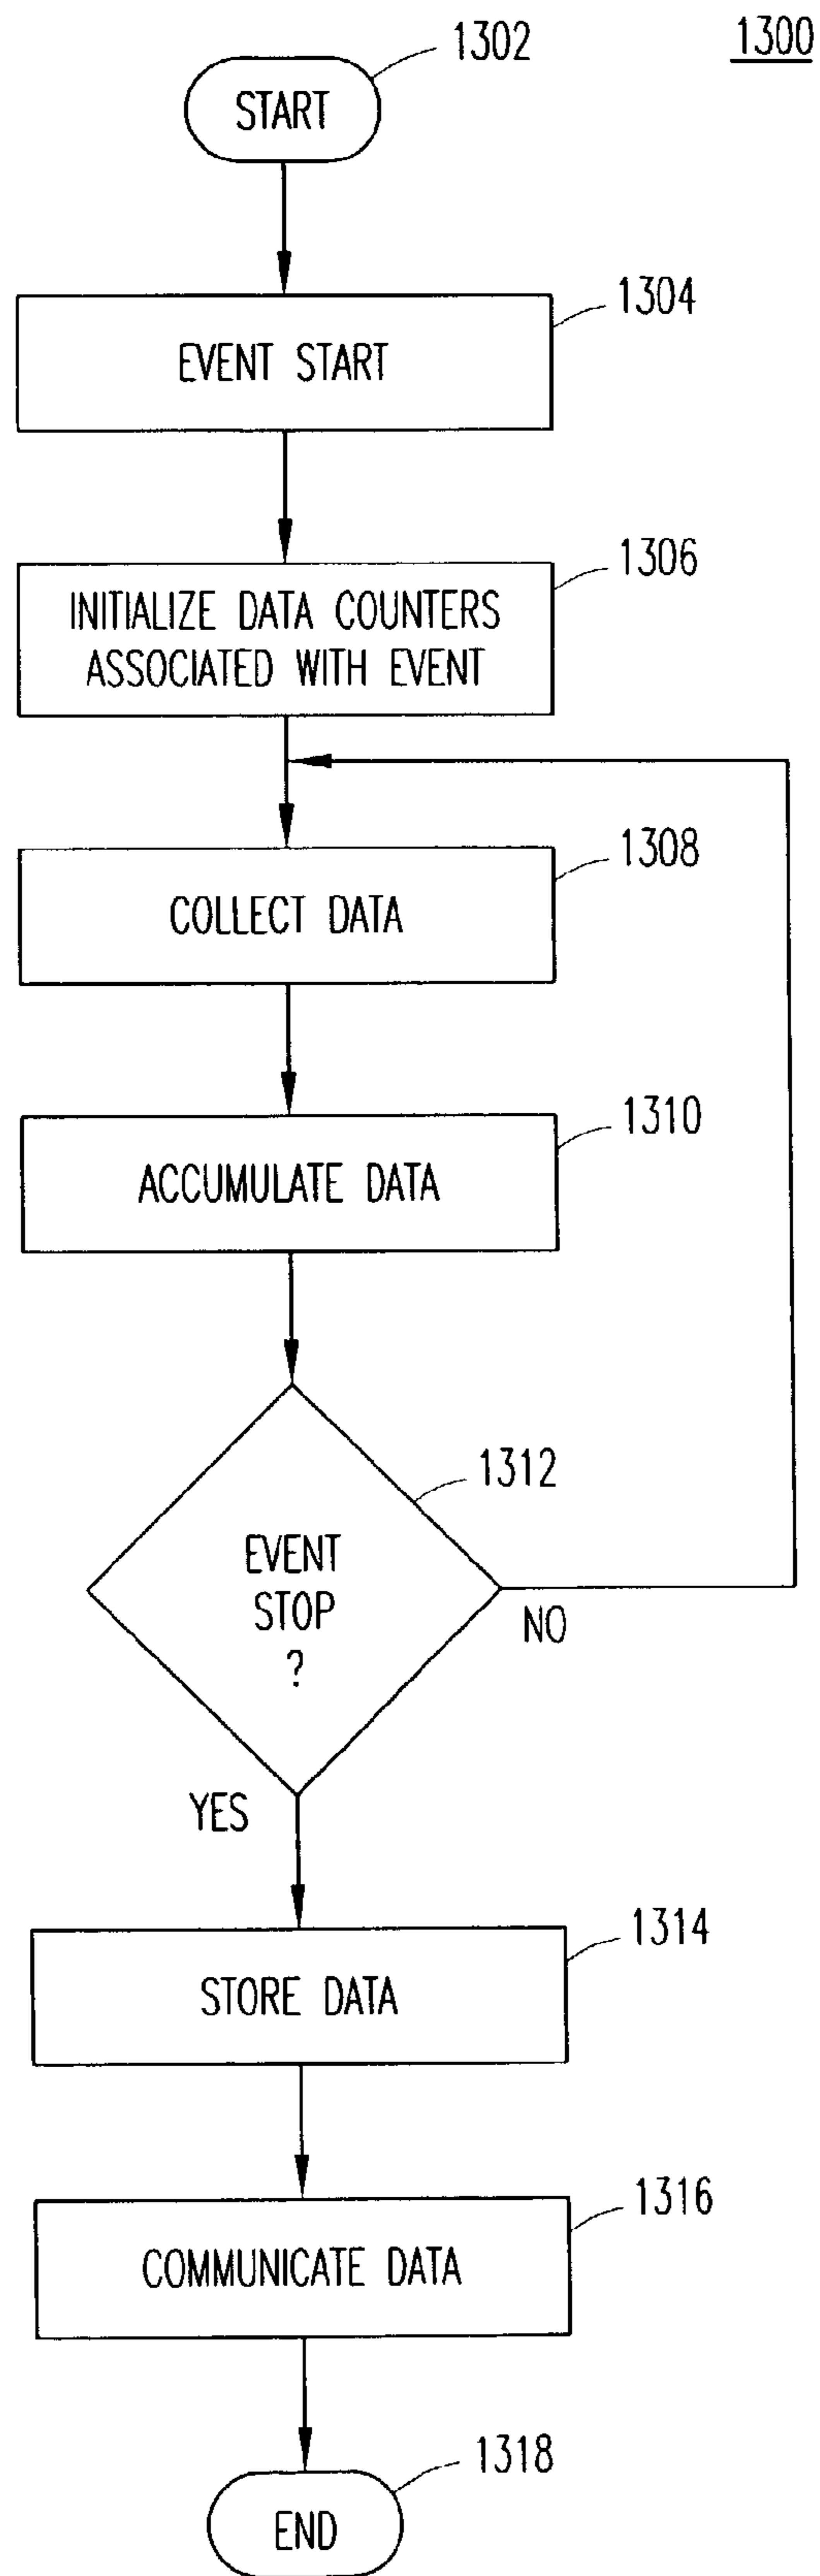 1300
1302
START
1304
EVENT START
1306
INITIALIZE DATA COUNTERS
ASSOCIATED WITH EVENT
1308
COLLECT DATA
1310
ACCUMULATE DATA
1312
EVENT
STOP
?
NO
YES
1314
STORE DATA
1316
COMMUNICATE DATA
1318
END